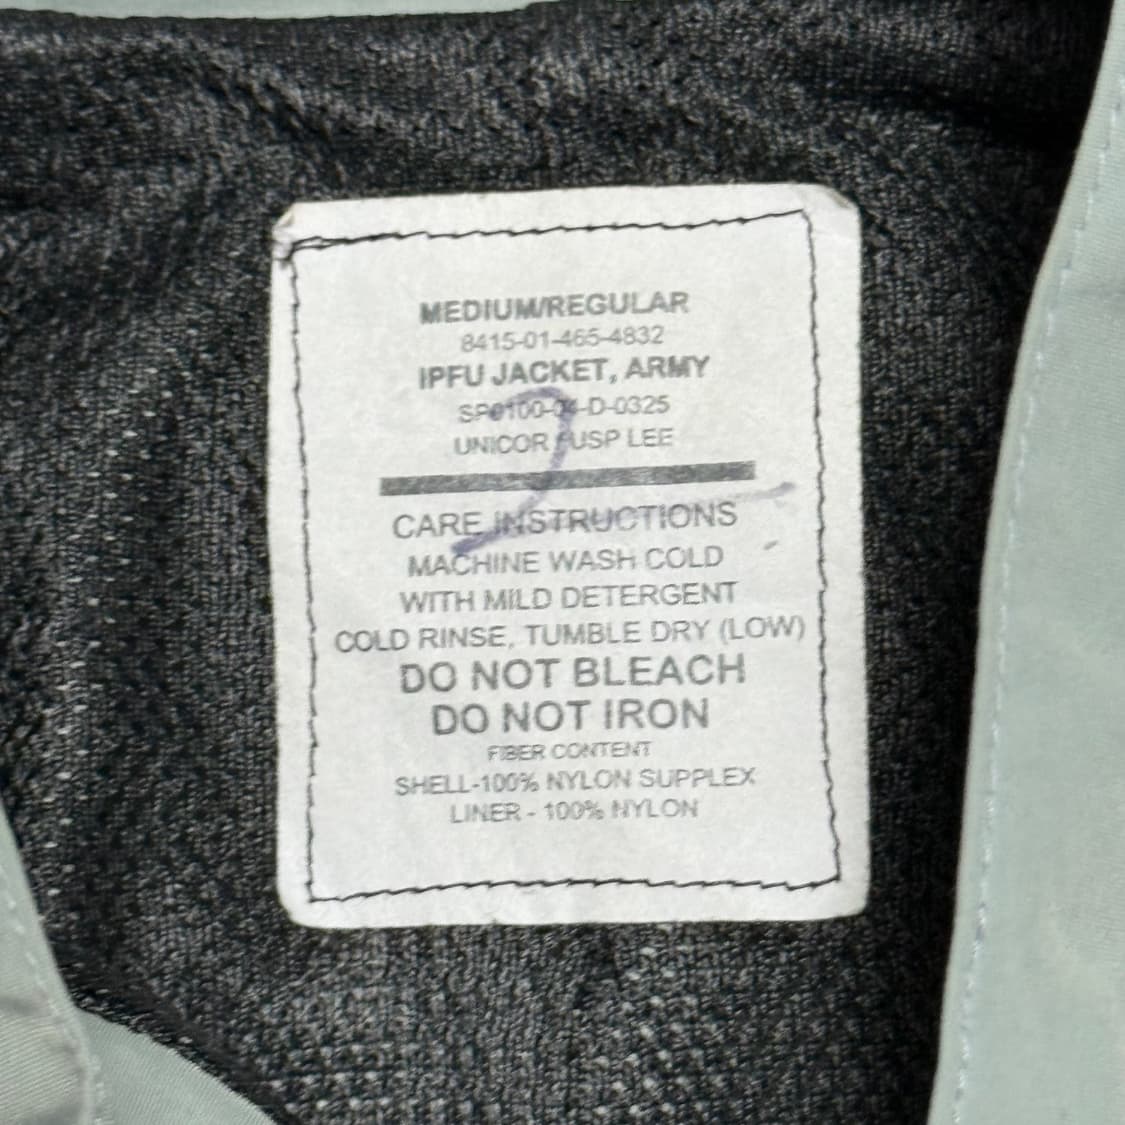 MEDIUM/REGULAR
8415-01-465-4832
IPFU JACKET, ARMY
SP0100-04-D-0325
UNICOR USP LEE
CARE INSTRUCTIONS
MACHINE WASH COLD
WITH MILD DETERGENT
COLD RINSE, TUMBLE DRY (LOW)
DO NOT BLEACH
DO NOT IRON
FIBER CONTENT
SHELL-100% NYLON SUPPLEX
LINER - 100% NYLON